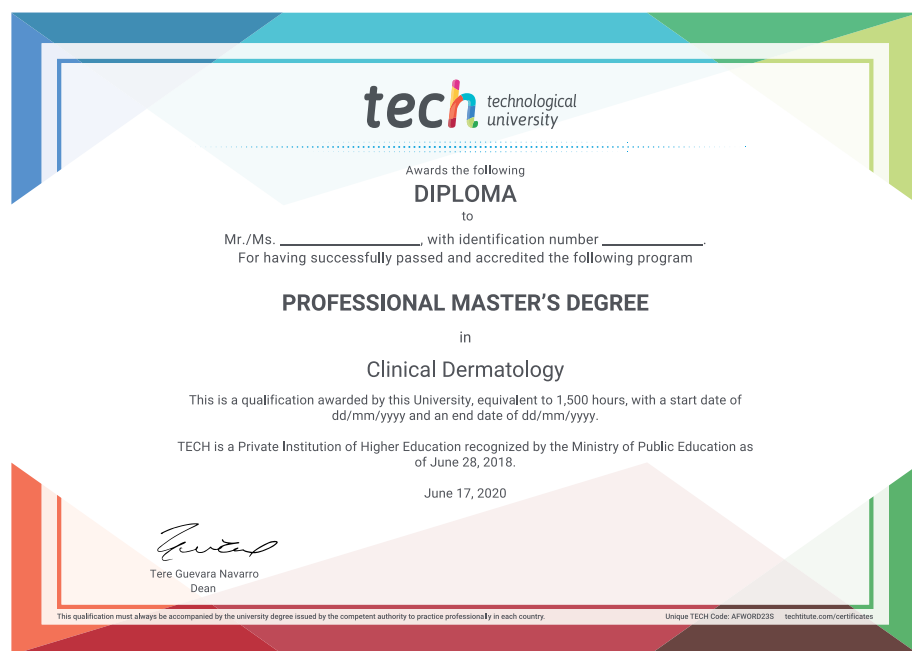 tech technological
university
Awards the following
DIPLOMA
to
Mr./Ms. ____________________, with identification number ______________.
For having successfully passed and accredited the following program
PROFESSIONAL MASTER’S DEGREE
in
Clinical Dermatology
This is a qualification awarded by this University, equivalent to 1,500 hours, with a start date of
dd/mm/yyyy and an end date of dd/mm/yyyy.
TECH is a Private Institution of Higher Education recognized by the Ministry of Public Education as
of June 28, 2018.
June 17, 2020
Tere Guevara Navarro
Dean
This qualification must always be accompanied by the university degree issued by the competent authority to practice professionally in each country.
Unique TECH Code: AFWORD23S techtitute.com/certificates